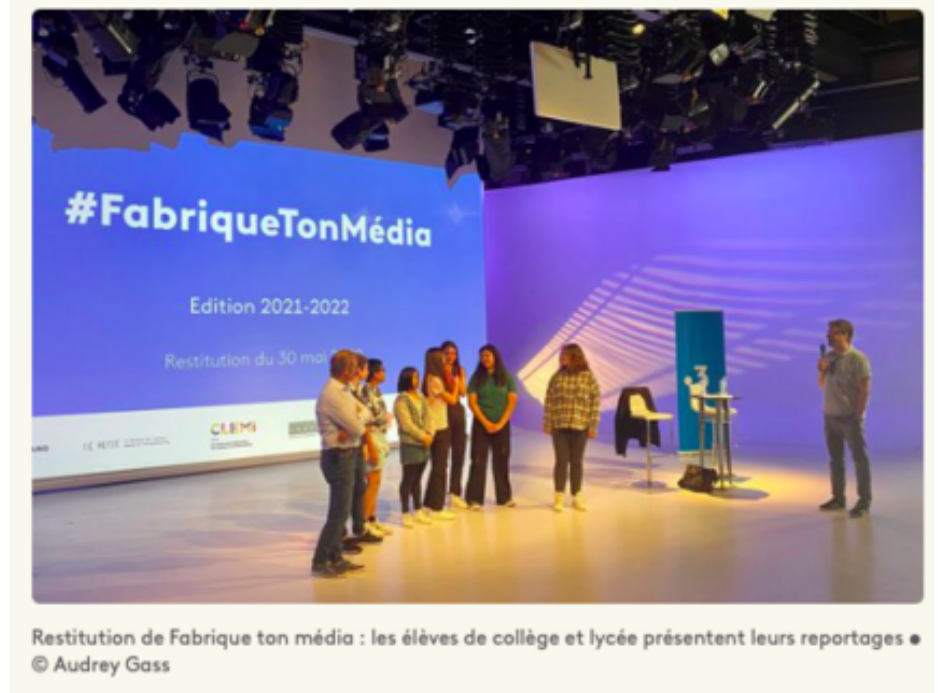 #FabriqueTonMédia
Edition 2021-2022
Restitution du 30 mai
CLEMI
3
Restitution de Fabrique ton média : les élèves de collège et lycée présentent leurs reportages •
© Audrey Gass